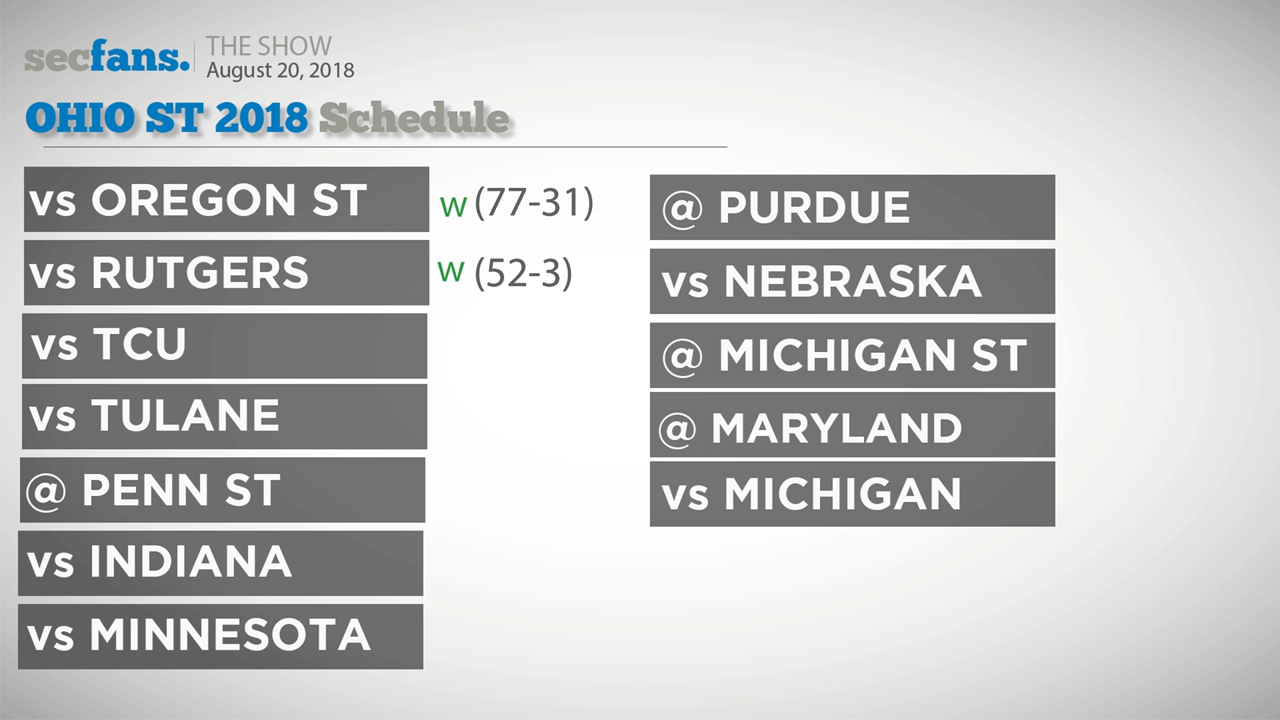 secfans. THE SHOW
August 20, 2018
OHIO ST 2018 Schedule
vs OREGON ST W (77-31)
vs RUTGERS W (52-3)
vs TCU
vs TULANE
@ PENN ST
vs INDIANA
vs MINNESOTA
@ PURDUE
vs NEBRASKA
@ MICHIGAN ST
@ MARYLAND
vs MICHIGAN